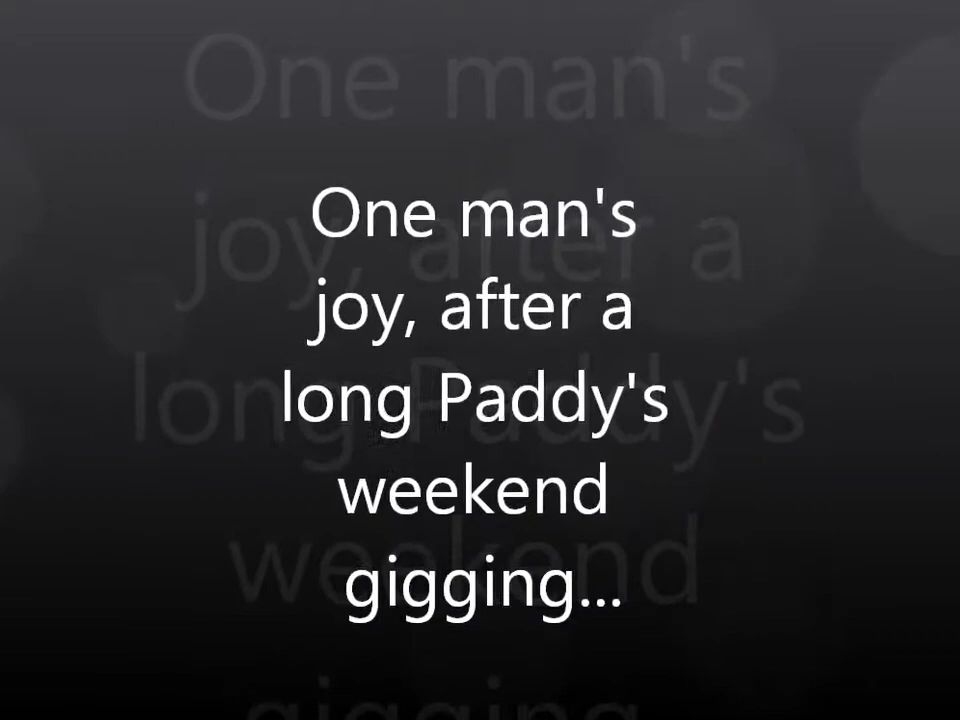 One man's
joy, after a
long Paddy's
weekend
gigging...